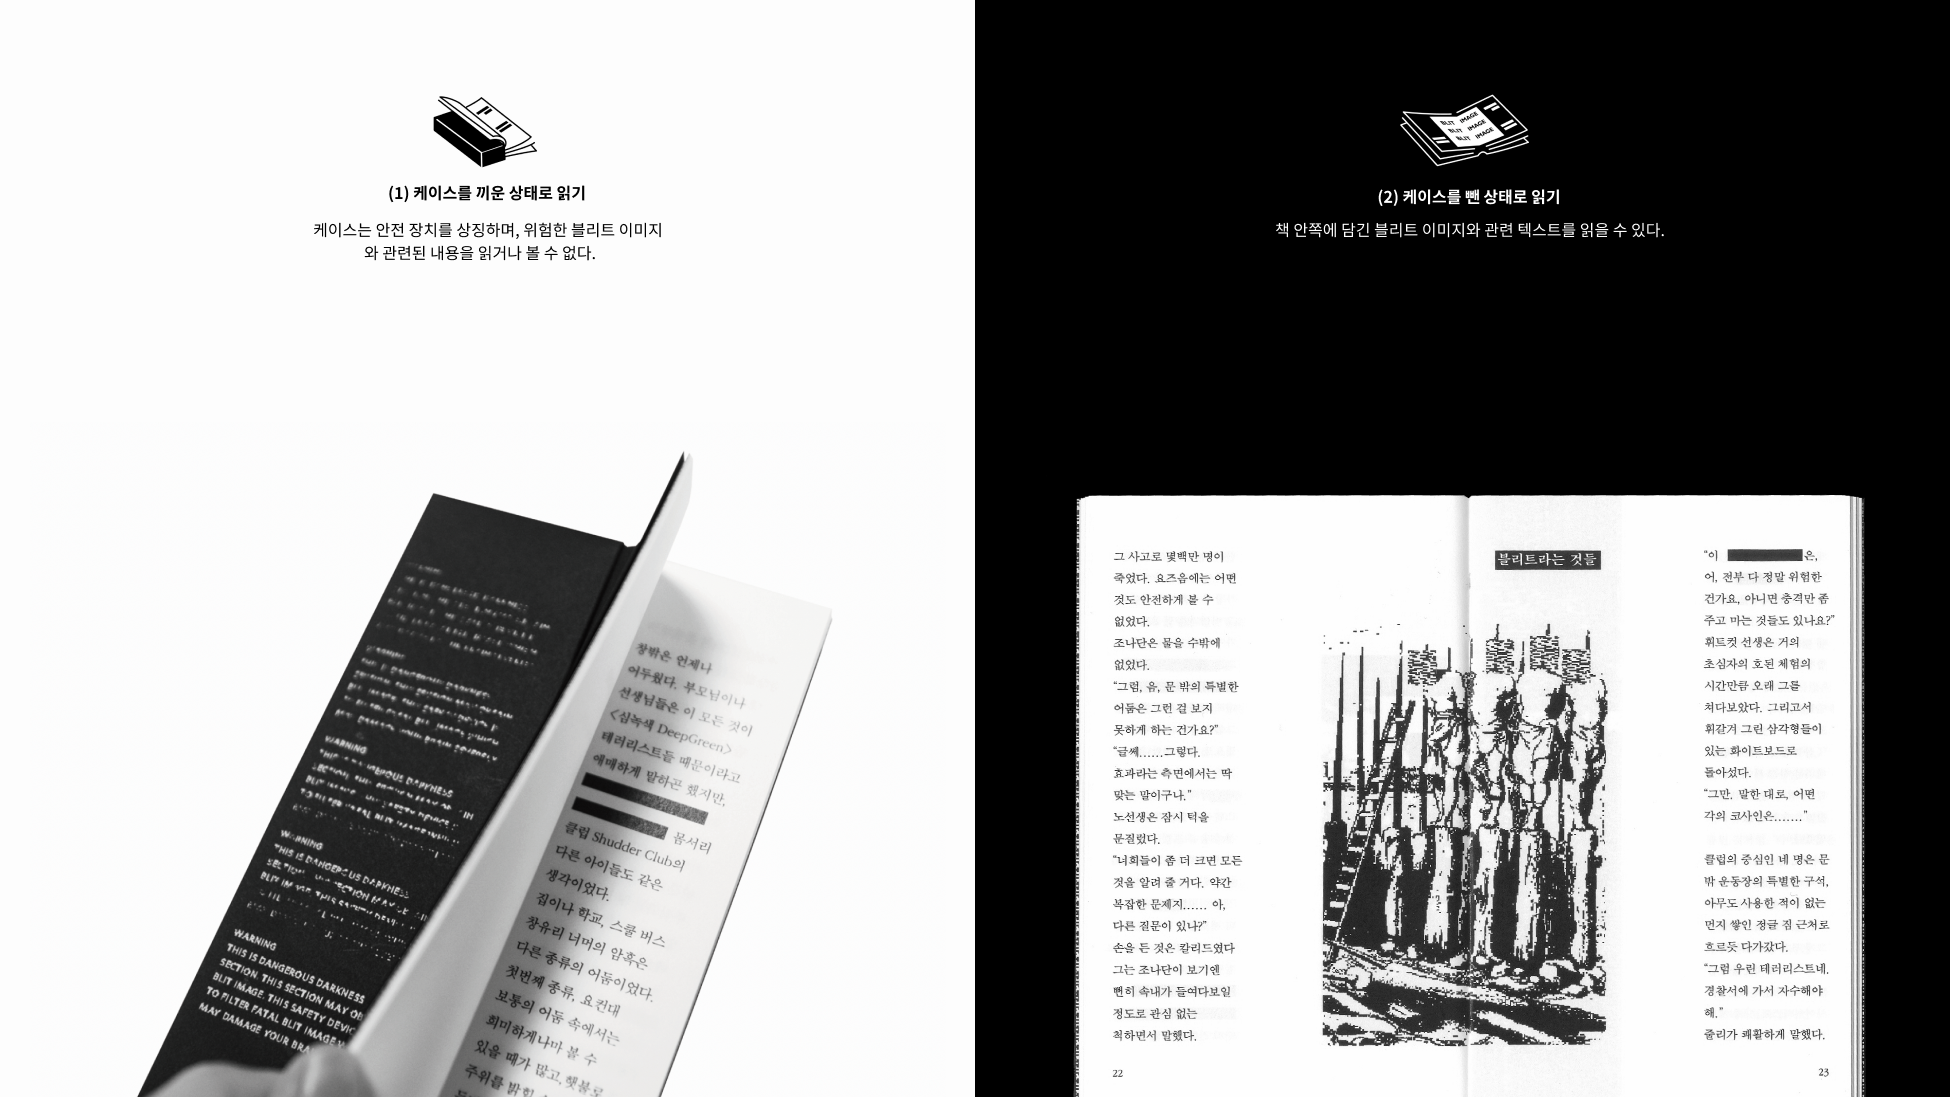 (1) 케이스를 끼운 상태로 읽기
케이스는 안전 장치를 상징하며, 위험한 블리트 이미지
와 관련된 내용을 읽거나 볼 수 없다.
WARNING
WARNING
THIS IS DANGEROUS DARKNESS
WARNING
THIS IS DANGEROUS DARKNESS
SECTION. THIS SECTION MAY
BLIT IMAGE. THIS SAFETY
TO FILTER FATAL BLIT IMAGE.
MAY DAMAGE YOUR
창밖은 언제나
어두웠다. 부모님이나
선생님들은 이 모든 것이
<심녹색 DeepGreen>
테러리스트들 때문이라고
애매하게 말하곤 했지만,
몸서리
클럽 Shudder Club의
다른 아이들도 같은
생각이었다.
집이나 학교, 스쿨 버스
창유리 너머의 암흑은
다른 종류의 어둠이었다.
첫번째 종류, 요컨대
보통의 어둠 속에서는
희미하게나마 볼 수
있을 때가 많고, 햇불로
주위를 밝힐
(2) 케이스를 뺀 상태로 읽기
책 안쪽에 담긴 블리트 이미지와 관련 텍스트를 읽을 수 있다.
BLIT IMAGE
BLIT IMAGE
BLIT IMAGE
그 사고로 몇백만 명이
죽었다. 요즈음에는 어떤
것도 안전하게 볼 수
없었다.
조나단은 물을 수밖에
없었다.
“그럼, 음, 문 밖의 특별한
어둠은 그런 걸 보지
못하게 하는 건가요?”
“글쎄……그렇다.
효과라는 측면에서는 딱
맞는 말이구나.”
노선생은 잠시 턱을
문질렀다.
“너희들이 좀 더 크면 모든
것을 알려 줄 거다. 약간
복잡한 문제지…… 아,
다른 질문이 있나?”
손을 든 것은 칼리드였다
그는 조나단이 보기엔
뻔히 속내가 들여다보일
정도로 관심 없는
척하면서 말했다.
22
블리트라는 것들
“이 은,
어, 전부 다 정말 위험한
건가요, 아니면 충격만 좀
주고 마는 것들도 있나요?”
휘트컷 선생은 거의
초심자의 호된 체험의
시간만큼 오래 그를
쳐다보았다. 그리고서
휘갈겨 그린 삼각형들이
있는 화이트보드로
돌아섰다.
“그만. 말한 대로, 어떤
각의 코사인은…….”
클럽의 중심인 네 명은 문
밖 운동장의 특별한 구석,
아무도 사용한 적이 없는
먼지 쌓인 정글 짐 근처로
흐르듯 다가갔다.
“그럼 우린 테러리스트네.
경찰서에 가서 자수해야
해.”
줄리가 쾌활하게 말했다.
23